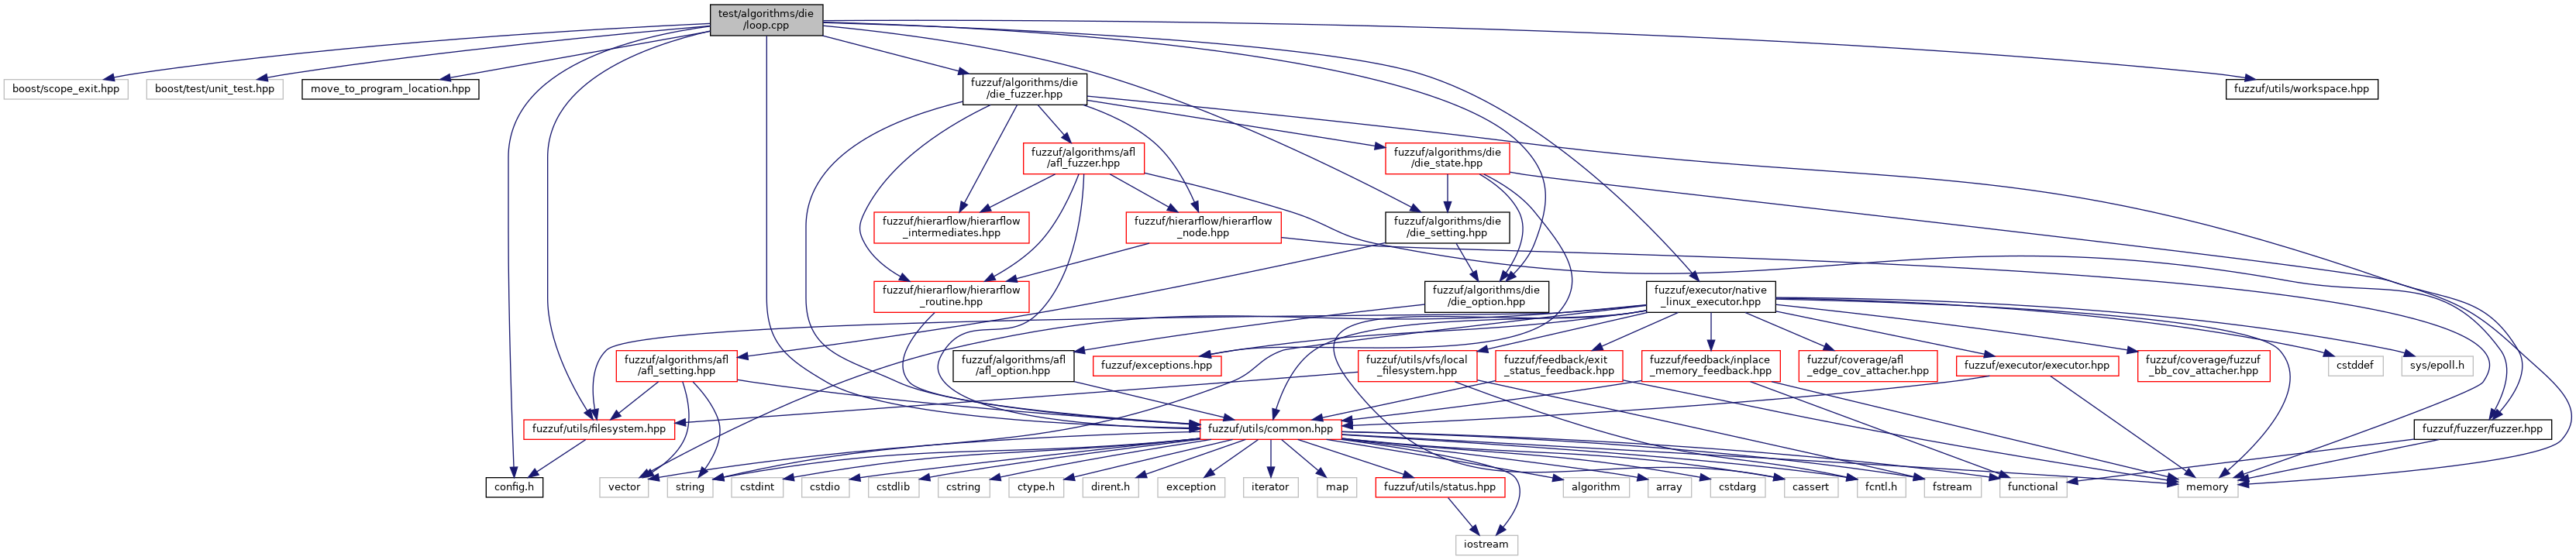 test/algorithms/die
/loop.cpp
boost/scope_exit.hpp
boost/test/unit_test.hpp
move_to_program_location.hpp
fuzzuf/algorithms/die
/die_fuzzer.hpp
fuzzuf/utils/workspace.hpp
fuzzuf/algorithms/afl
/afl_fuzzer.hpp
fuzzuf/algorithms/die
/die_state.hpp
fuzzuf/hierarflow/hierarflow
_intermediates.hpp
fuzzuf/hierarflow/hierarflow
_node.hpp
fuzzuf/algorithms/die
/die_setting.hpp
fuzzuf/hierarflow/hierarflow
_routine.hpp
fuzzuf/algorithms/die
/die_option.hpp
fuzzuf/executor/native
_linux_executor.hpp
fuzzuf/algorithms/afl
/afl_setting.hpp
fuzzuf/algorithms/afl
/afl_option.hpp
fuzzuf/exceptions.hpp
fuzzuf/utils/vfs/local
_filesystem.hpp
fuzzuf/feedback/exit
_status_feedback.hpp
fuzzuf/feedback/inplace
_memory_feedback.hpp
fuzzuf/coverage/afl
_edge_cov_attacher.hpp
fuzzuf/executor/executor.hpp
fuzzuf/coverage/fuzzuf
_bb_cov_attacher.hpp
cstddef
sys/epoll.h
fuzzuf/utils/filesystem.hpp
fuzzuf/utils/common.hpp
fuzzuf/fuzzer/fuzzer.hpp
config.h
vector
string
cstdint
cstdio
cstdlib
cstring
ctype.h
dirent.h
exception
iterator
map
fuzzuf/utils/status.hpp
algorithm
array
cstdarg
cassert
fcntl.h
fstream
functional
memory
iostream